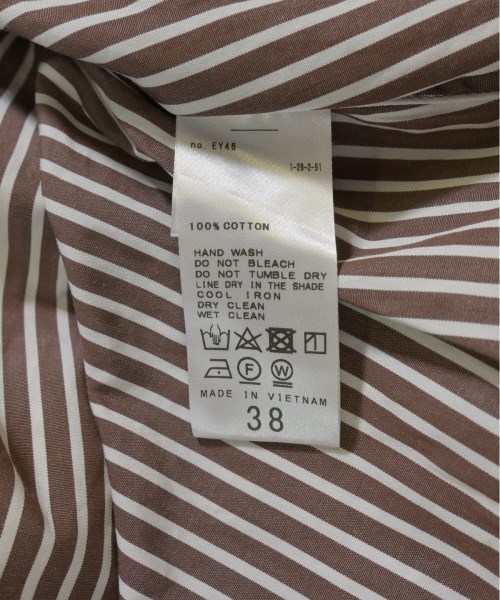 no. EY46
1-28-2-51
100% COTTON
HAND WASH
DO NOT BLEACH
DO NOT TUMBLE DRY
LINE DRY IN THE SHADE
COOL IRON
DRY CLEAN
WET CLEAN
F W
MADE IN VIETNAM
38